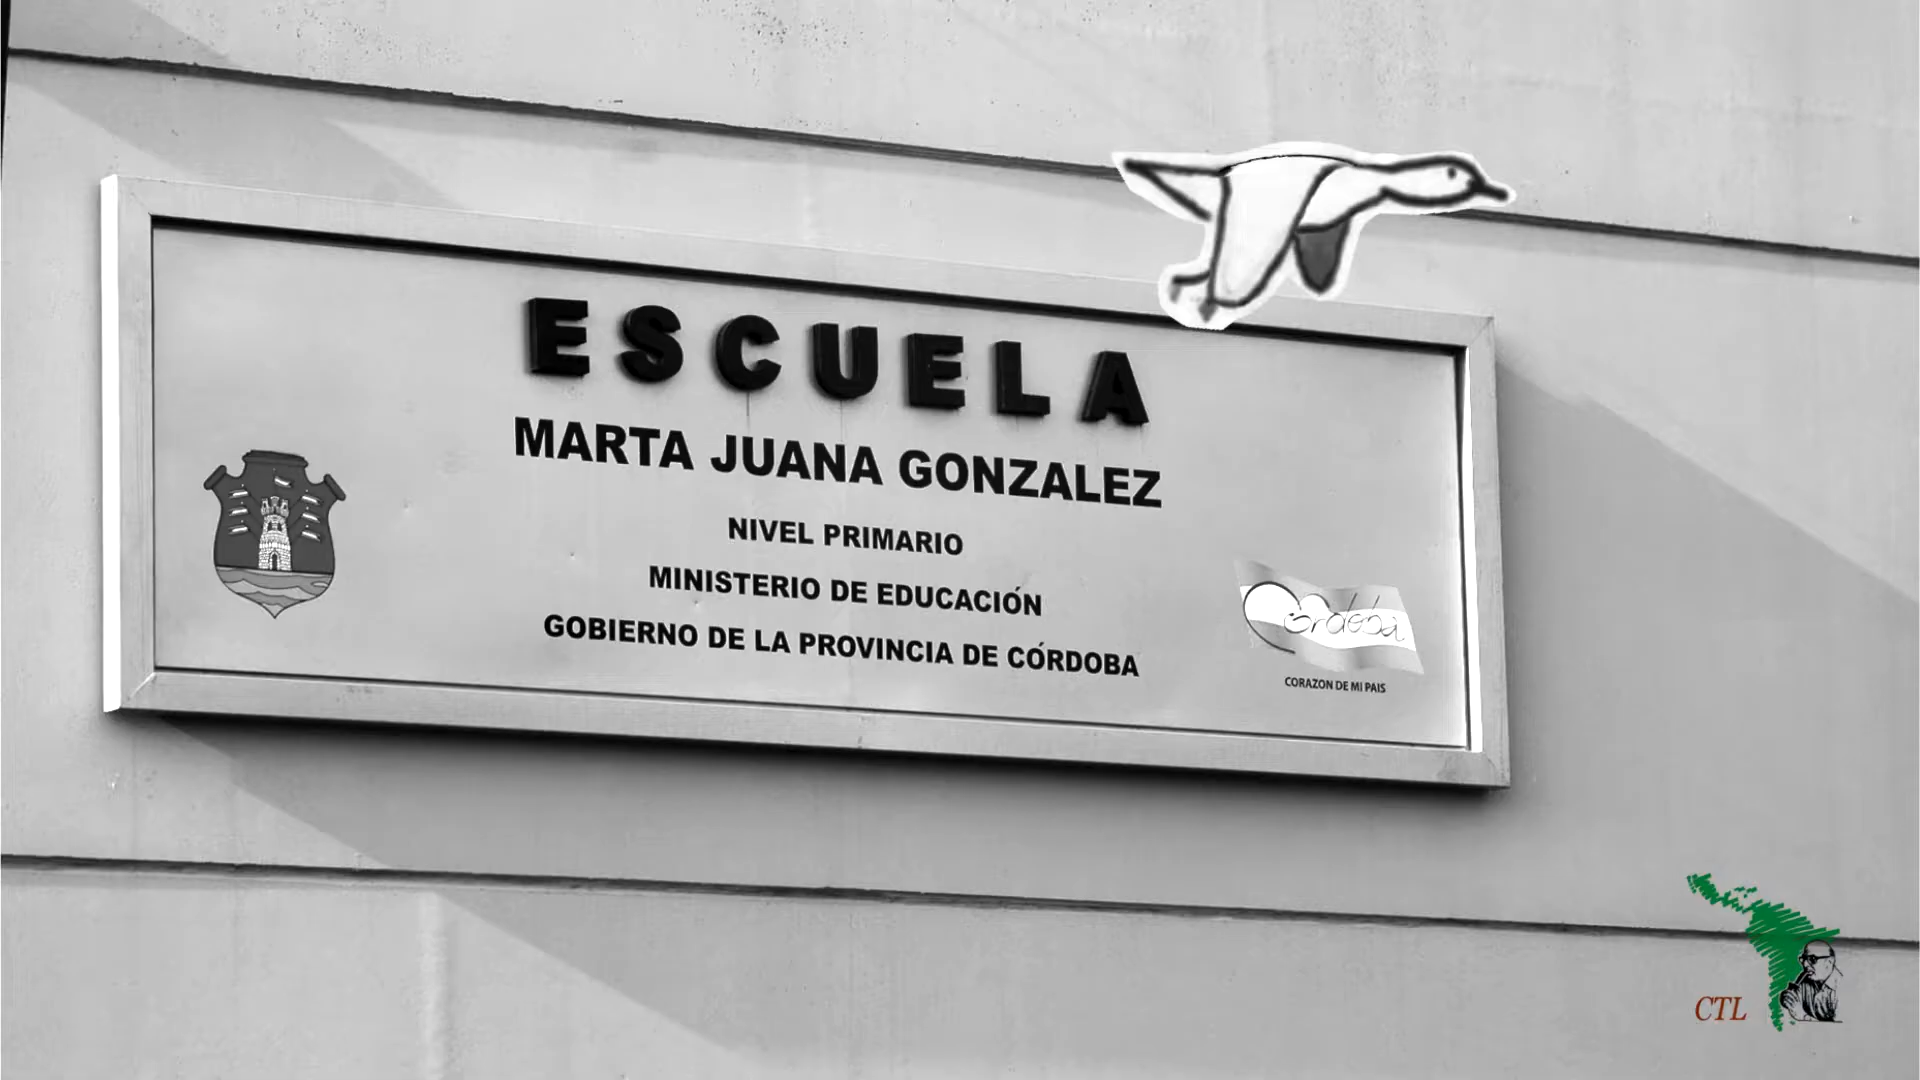 ESCUELA
MARTA JUANA GONZALEZ
NIVEL PRIMARIO
MINISTERIO DE EDUCACIÓN
GOBIERNO DE LA PROVINCIA DE CÓRDOBA
Córdoba
CORAZON DE MI PAIS
CTL